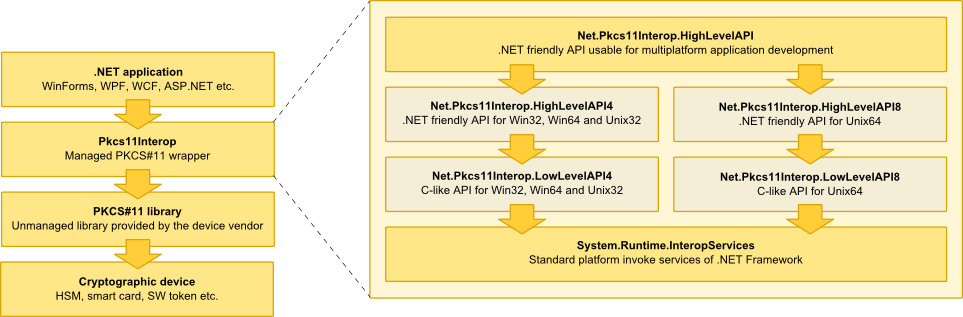 .NET application
WinForms, WPF, WCF, ASP.NET etc.
Pkcs11Interop
Managed PKCS#11 wrapper
PKCS#11 library
Unmanaged library provided by the device vendor
Cryptographic device
HSM, smart card, SW token etc.
Net.Pkcs11Interop.HighLevelAPI
.NET friendly API usable for multiplatform application development
Net.Pkcs11Interop.HighLevelAPI4
.NET friendly API for Win32, Win64 and Unix32
Net.Pkcs11Interop.HighLevelAPI8
.NET friendly API for Unix64
Net.Pkcs11Interop.LowLevelAPI4
C-like API for Win32, Win64 and Unix32
Net.Pkcs11Interop.LowLevelAPI8
C-like API for Unix64
System.Runtime.InteropServices
Standard platform invoke services of .NET Framework